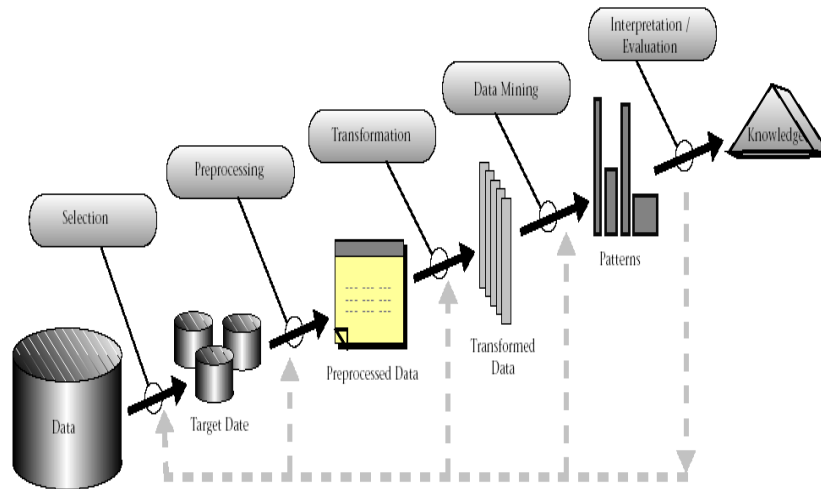 Interpretation /
Evaluation
Data Mining
Transformation
Preprocessing
Selection
Knowledge
Patterns
Transformed
Data
Preprocessed Data
Target Date
Data